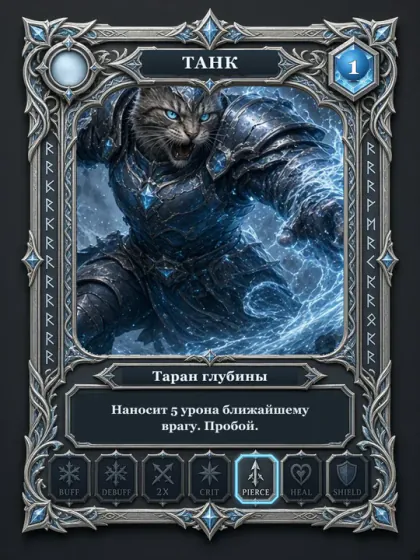 ТАНК
1
Таран глубины
Наносит 5 урона ближайшему
врагу. Пробой.
BUFF DEBUFF 2X CRIT PIERCE HEAL SHIELD